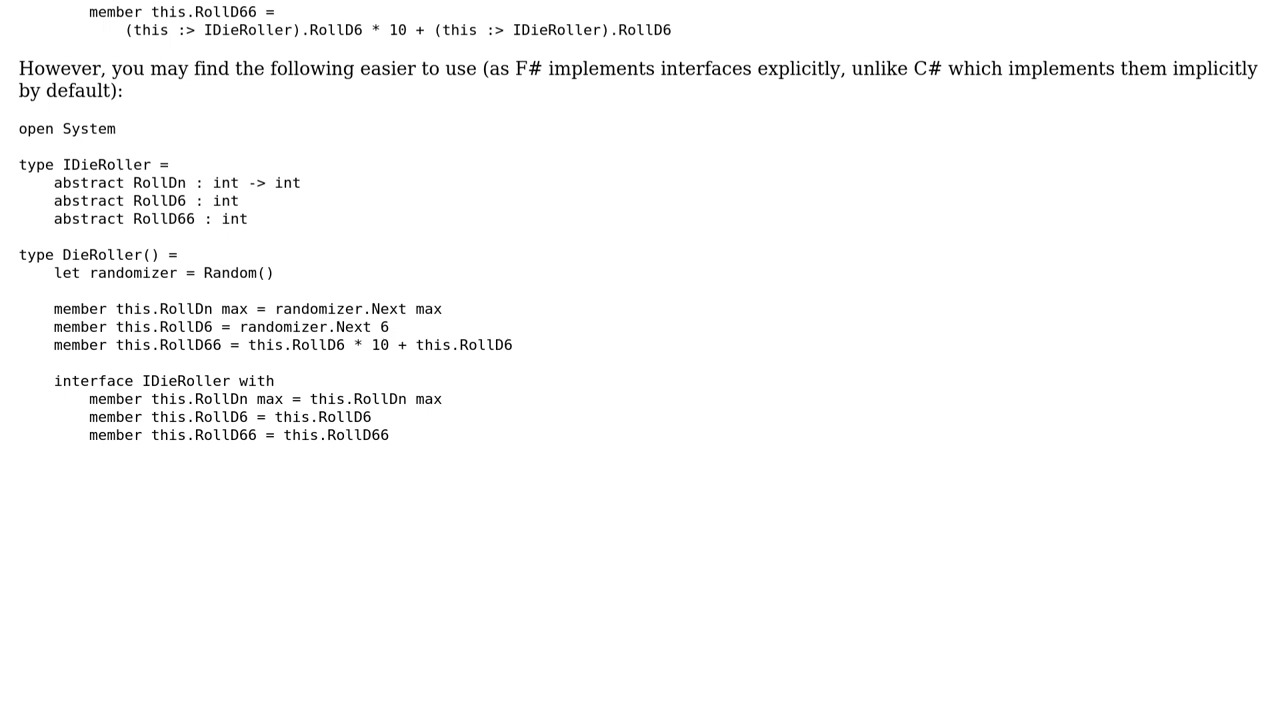 member this.RollD66 =
            (this :> IDieRoller).RollD6 * 10 + (this :> IDieRoller).RollD6
However, you may find the following easier to use (as F# implements interfaces explicitly, unlike C# which implements them implicitly
by default):
open System
type IDieRoller =
    abstract RollDn : int -> int
    abstract RollD6 : int
    abstract RollD66 : int
type DieRoller() =
    let randomizer = Random()
    member this.RollDn max = randomizer.Next max
    member this.RollD6 = randomizer.Next 6
    member this.RollD66 = this.RollD6 * 10 + this.RollD6
    interface IDieRoller with
        member this.RollDn max = this.RollDn max
        member this.RollD6 = this.RollD6
        member this.RollD66 = this.RollD66